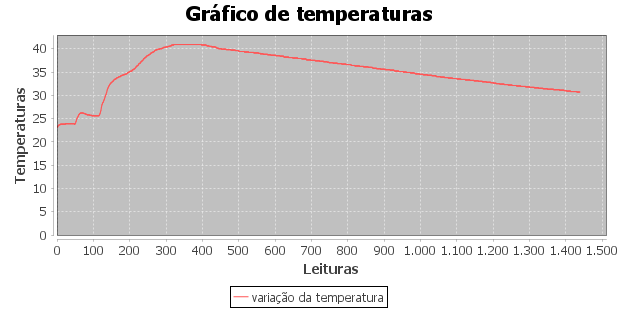 Gráfico de temperaturas
Temperaturas
40
35
30
25
20
15
10
5
0
0 100 200 300 400 500 600 700 800 900 1.000 1.100 1.200 1.300 1.400 1.500
Leituras
variação da temperatura